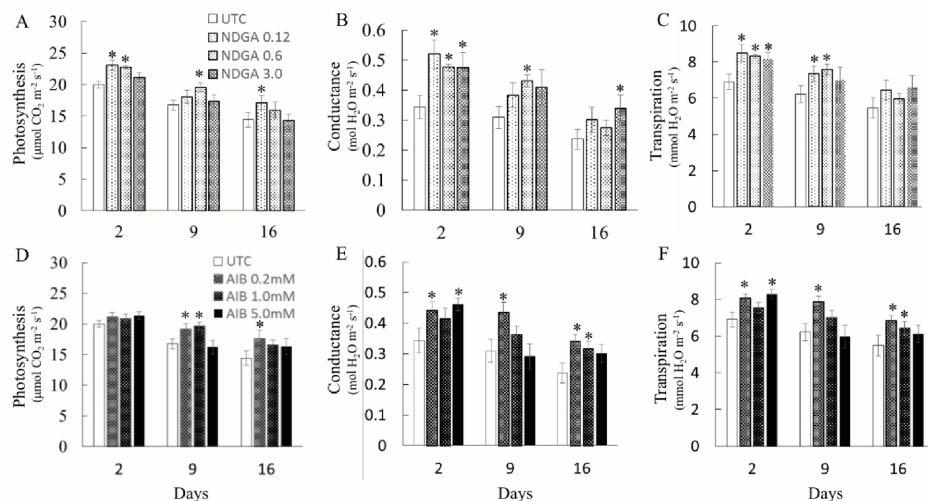 A
Photosynthesis
(μmol CO₂ m⁻² s⁻¹)
30
25
20
15
10
5
0
* * * *
UTC
NDGA 0.12
NDGA 0.6
NDGA 3.0
2 9 16
B
Conductance
(mol H₂O m⁻² s⁻¹)
0.6
0.5
0.4
0.3
0.2
0.1
0
* * * * *
2 9 16
C
Transpiration
(mmol H₂O m⁻² s⁻¹)
10
8
6
4
2
0
* * * * *
2 9 16
D
Photosynthesis
(μmol CO₂ m⁻² s⁻¹)
30
25
20
15
10
5
0
* * *
UTC
AIB 0.2mM
AIB 1.0mM
AIB 5.0mM
2 9 16
Days
E
Conductance
(mol H₂O m⁻² s⁻¹)
0.6
0.5
0.4
0.3
0.2
0.1
0
* * * * *
2 9 16
Days
F
Transpiration
(mmol H₂O m⁻² s⁻¹)
10
8
6
4
2
0
* * * * *
2 9 16
Days